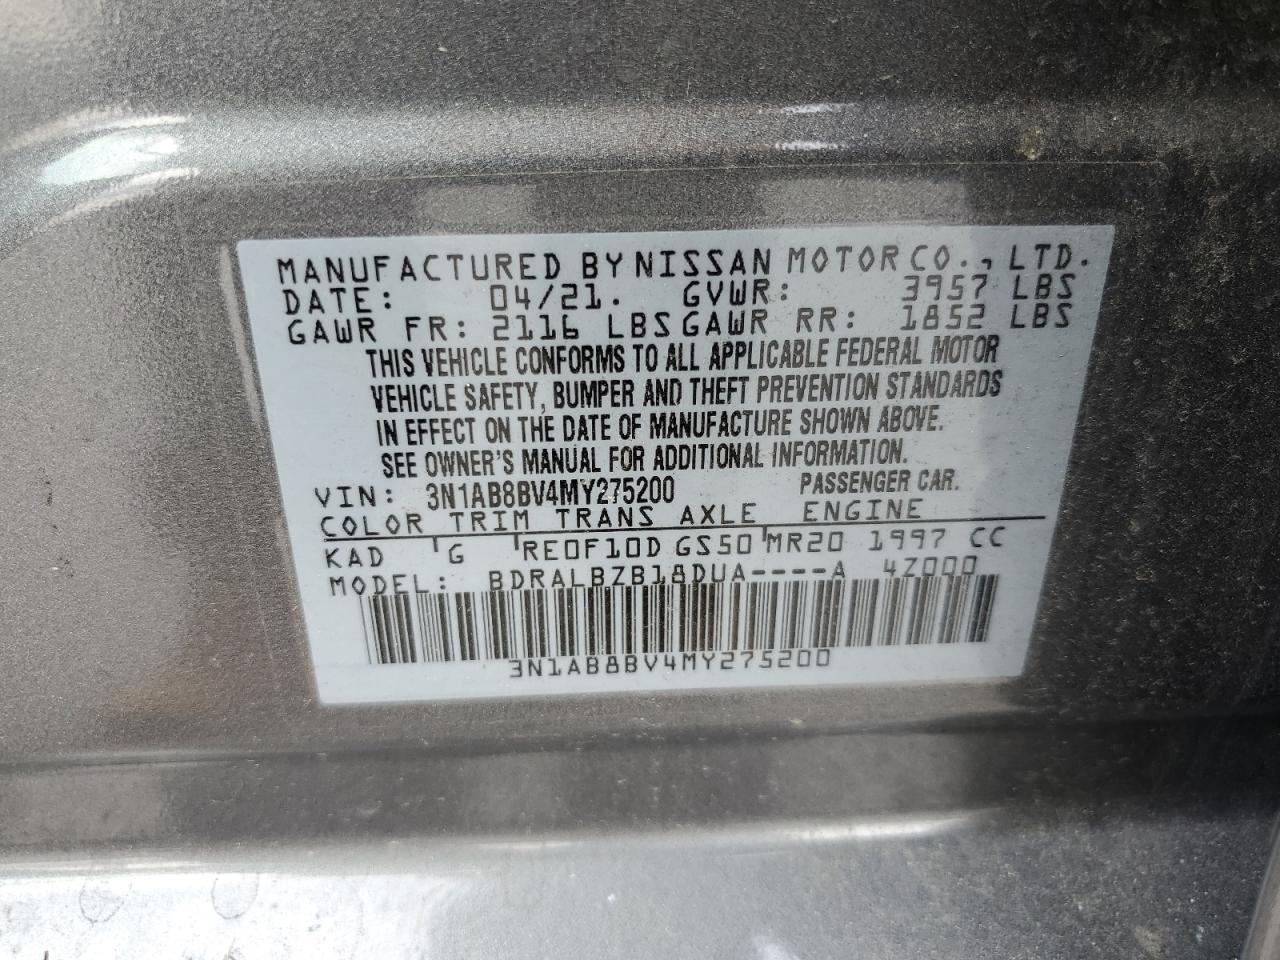 MANUFACTURED BY NISSAN MOTOR CO., LTD.
DATE: 04/21. GVWR: 3957 LBS
GAWR FR: 2116 LBS GAWR RR: 1852 LBS
THIS VEHICLE CONFORMS TO ALL APPLICABLE FEDERAL MOTOR
VEHICLE SAFETY, BUMPER AND THEFT PREVENTION STANDARDS
IN EFFECT ON THE DATE OF MANUFACTURE SHOWN ABOVE.
SEE OWNER'S MANUAL FOR ADDITIONAL INFORMATION.
VIN: 3N1AB8BV4MY275200 PASSENGER CAR.
COLOR TRIM TRANS AXLE ENGINE
KAD G RE0F10D GS50 MR20 1997 CC
MODEL: BDRALBZB18DUA----A 4Z000
3N1AB8BV4MY275200